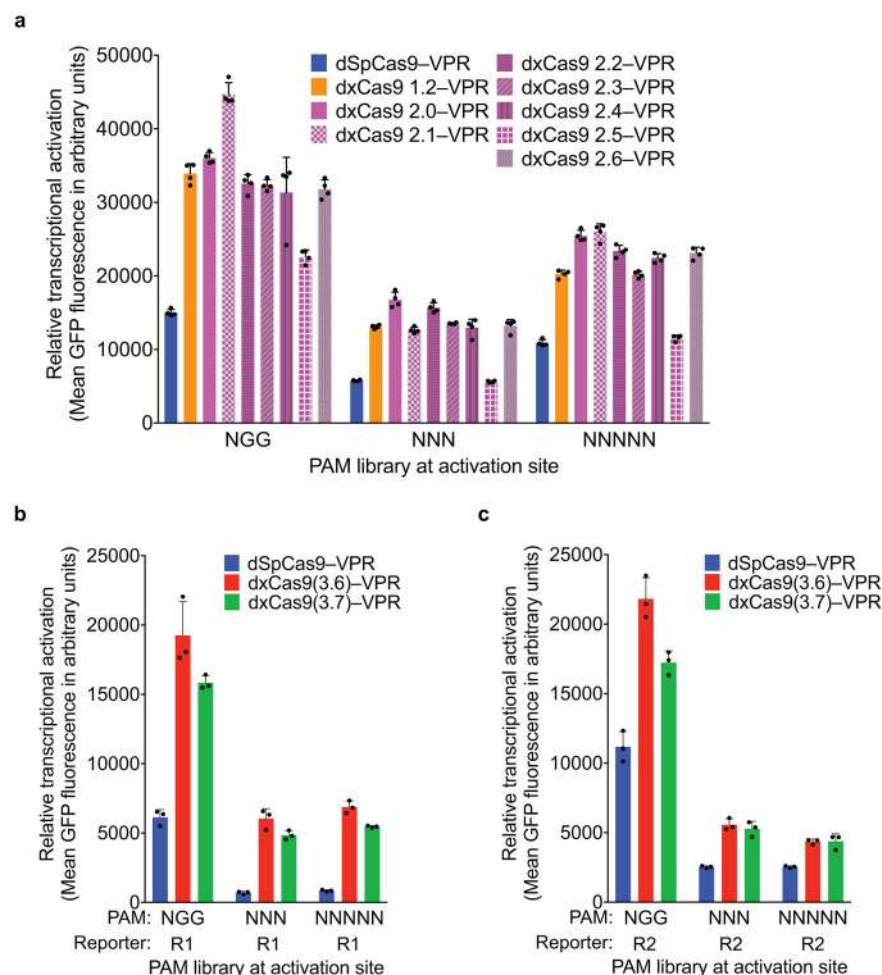 a
50000
40000
30000
20000
10000
0
Relative transcriptional activation
(Mean GFP fluorescence in arbitrary units)
dSpCas9–VPR
dxCas9 1.2–VPR
dxCas9 2.0–VPR
dxCas9 2.1–VPR
dxCas9 2.2–VPR
dxCas9 2.3–VPR
dxCas9 2.4–VPR
dxCas9 2.5–VPR
dxCas9 2.6–VPR
NGG NNN NNNNN
PAM library at activation site
b
25000
20000
15000
10000
5000
0
Relative transcriptional activation
(Mean GFP fluorescence in arbitrary units)
dSpCas9–VPR
dxCas9(3.6)–VPR
dxCas9(3.7)–VPR
PAM: NGG NNN NNNNN
Reporter: R1 R1 R1
PAM library at activation site
c
25000
20000
15000
10000
5000
0
Relative transcriptional activation
(Mean GFP fluorescence in arbitrary units)
dSpCas9–VPR
dxCas9(3.6)–VPR
dxCas9(3.7)–VPR
PAM: NGG NNN NNNNN
Reporter: R2 R2 R2
PAM library at activation site